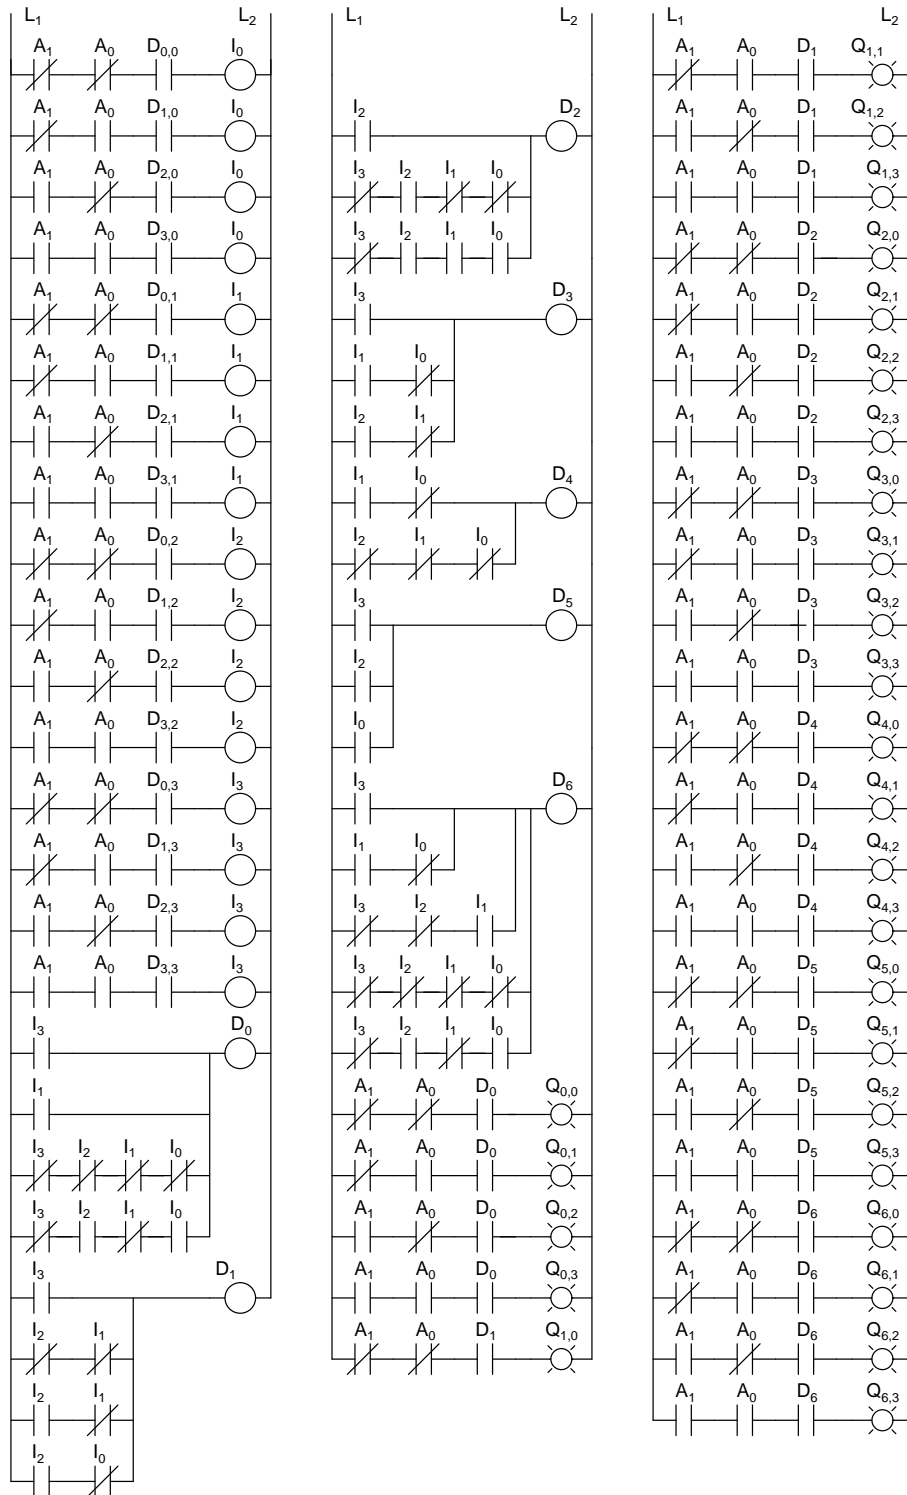 L₁ L₂
A₁ A₀ D₀,₀ I₀
A₁ A₀ D₁,₀ I₀
A₁ A₀ D₂,₀ I₀
A₁ A₀ D₃,₀ I₀
A₁ A₀ D₀,₁ I₁
A₁ A₀ D₁,₁ I₁
A₁ A₀ D₂,₁ I₁
A₁ A₀ D₃,₁ I₁
A₁ A₀ D₀,₂ I₂
A₁ A₀ D₁,₂ I₂
A₁ A₀ D₂,₂ I₂
A₁ A₀ D₃,₂ I₂
A₁ A₀ D₀,₃ I₃
A₁ A₀ D₁,₃ I₃
A₁ A₀ D₂,₃ I₃
A₁ A₀ D₃,₃ I₃
I₃ D₀
I₁
I₃ I₂ I₁ I₀
I₃ I₂ I₁ I₀
I₃ D₁
I₂ I₁
I₂ I₁
I₂ I₀
L₁ L₂
I₂ D₂
I₃ I₂ I₁ I₀
I₃ I₂ I₁ I₀
I₃ D₃
I₁ I₀
I₂ I₁
I₁ I₀ D₄
I₂ I₁ I₀
I₃ D₅
I₂
I₀
I₃ D₆
I₁ I₀
I₃ I₂ I₁
I₃ I₂ I₁ I₀
I₃ I₂ I₁ I₀
A₁ A₀ D₀ Q₀,₀
A₁ A₀ D₀ Q₀,₁
A₁ A₀ D₀ Q₀,₂
A₁ A₀ D₀ Q₀,₃
A₁ A₀ D₁ Q₁,₀
L₁ L₂
A₁ A₀ D₁ Q₁,₁
A₁ A₀ D₁ Q₁,₂
A₁ A₀ D₁ Q₁,₃
A₁ A₀ D₂ Q₂,₀
A₁ A₀ D₂ Q₂,₁
A₁ A₀ D₂ Q₂,₂
A₁ A₀ D₂ Q₂,₃
A₁ A₀ D₃ Q₃,₀
A₁ A₀ D₃ Q₃,₁
A₁ A₀ D₃ Q₃,₂
A₁ A₀ D₃ Q₃,₃
A₁ A₀ D₄ Q₄,₀
A₁ A₀ D₄ Q₄,₁
A₁ A₀ D₄ Q₄,₂
A₁ A₀ D₄ Q₄,₃
A₁ A₀ D₅ Q₅,₀
A₁ A₀ D₅ Q₅,₁
A₁ A₀ D₅ Q₅,₂
A₁ A₀ D₅ Q₅,₃
A₁ A₀ D₆ Q₆,₀
A₁ A₀ D₆ Q₆,₁
A₁ A₀ D₆ Q₆,₂
A₁ A₀ D₆ Q₆,₃